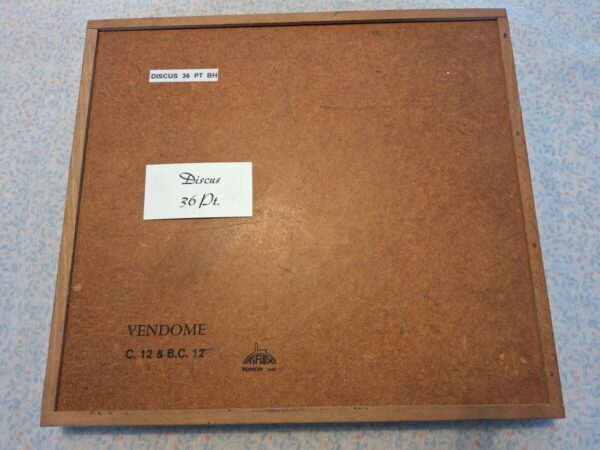 DISCUS 36 PT BH
Discus
36 Pt.
VENDOME
C. 12 & B.C. 12